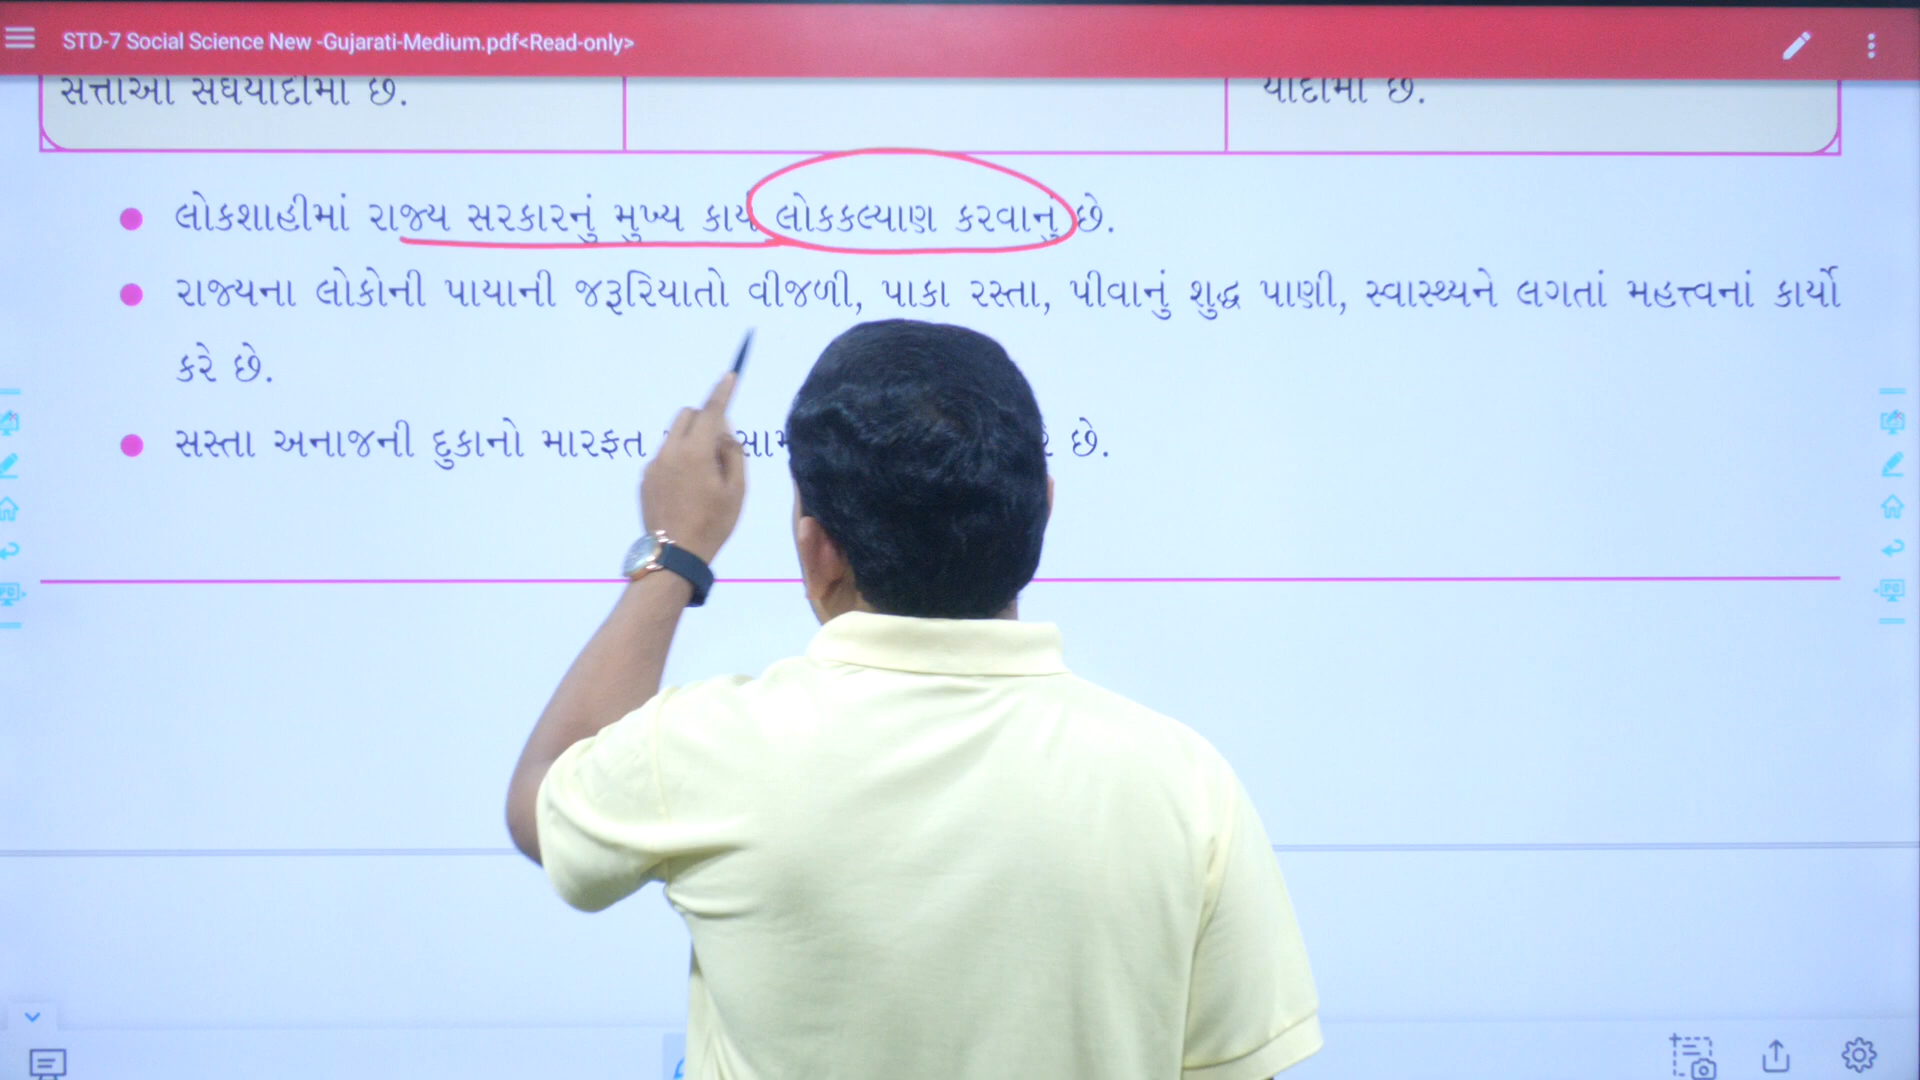 STD-7 Social Science New -Gujarati-Medium.pdf<Read-only>
સત્તાઓ સંઘયાદીમાં છે. યાદીમાં છે.
લોકશાહીમાં રાજ્ય સરકારનું મુખ્ય કાર્ય લોકકલ્યાણ કરવાનું છે.
રાજ્યના લોકોની પાયાની જરૂરિયાતો વીજળી, પાકા રસ્તા, પીવાનું શુદ્ધ પાણી, સ્વાસ્થ્યને લગતાં મહત્ત્વનાં કાર્યો
કરે છે.
સસ્તા અનાજની દુકાનો મારફત છે.